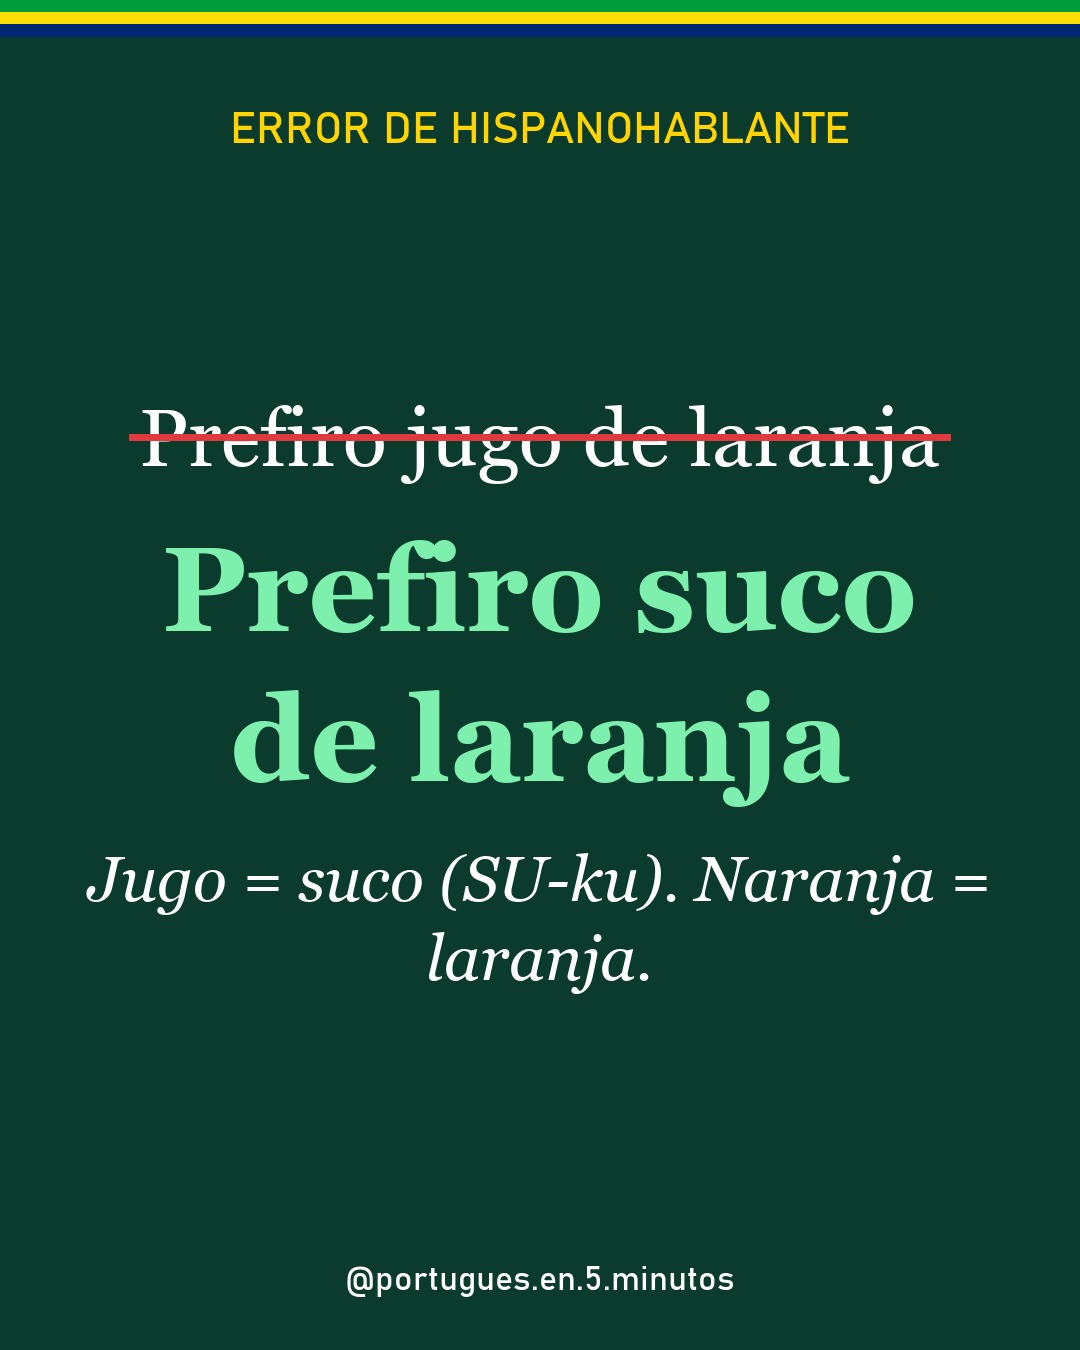 ERROR DE HISPANOHABLANTE
Prefiro jugo de laranja
Prefiro suco
de laranja
Jugo = suco (SU-ku). Naranja =
laranja.
@portugues.en.5.minutos